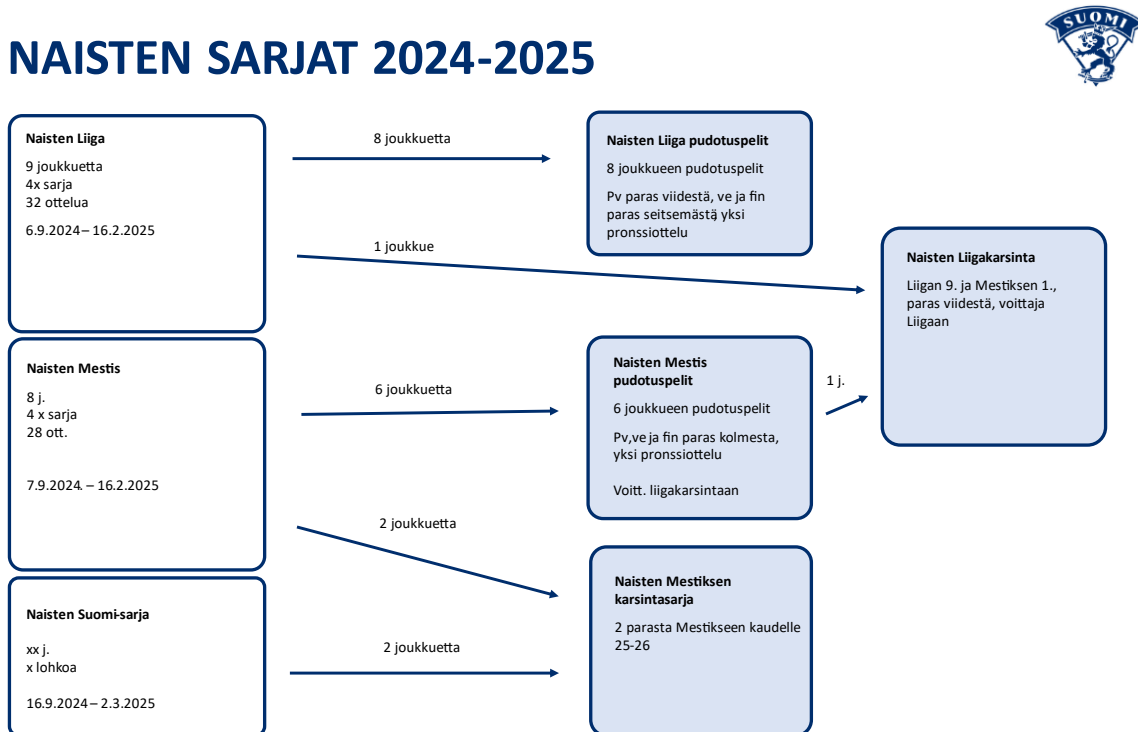 SUOMI
NAISTEN SARJAT 2024-2025
Naisten Liiga
9 joukkuetta
4x sarja
32 ottelua
6.9.2024 – 16.2.2025
8 joukkuetta
Naisten Liiga pudotuspelit
8 joukkueen pudotuspelit
Pv paras viidestä, ve ja fin
paras seitsemästä, yksi
pronssiottelu
1 joukkue
Naisten Liigakarsinta
Liigan 9. ja Mestiksen 1.,
paras viidestä, voittaja
Liigaan
Naisten Mestis
8 j.
4 x sarja
28 ott.
7.9.2024. – 16.2.2025
6 joukkuetta
Naisten Mestis
pudotuspelit
6 joukkueen pudotuspelit
Pv,ve ja fin paras kolmesta,
yksi pronssiottelu
Voitt. liigakarsintaan
1 j.
2 joukkuetta
Naisten Suomi-sarja
xx j.
x lohkoa
16.9.2024 – 2.3.2025
2 joukkuetta
Naisten Mestiksen
karsintasarja
2 parasta Mestikseen kaudelle
25-26